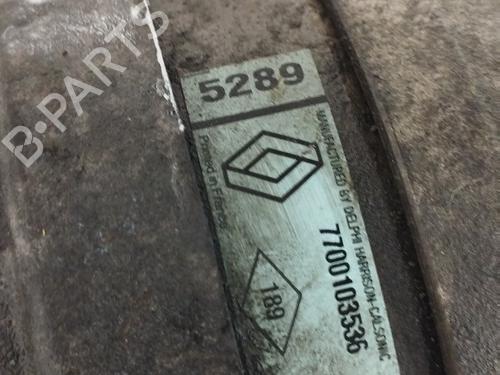 B-PARTS
5289
Printed in France
MANUFACTURED BY DELPHI HARRISON-CALSONIC
7700103536
189